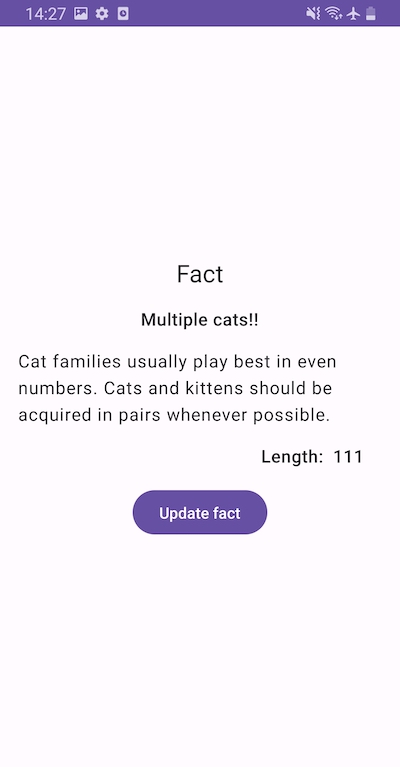 14:27
Fact
Multiple cats!!
Cat families usually play best in even
numbers. Cats and kittens should be
acquired in pairs whenever possible.
Length: 111
Update fact